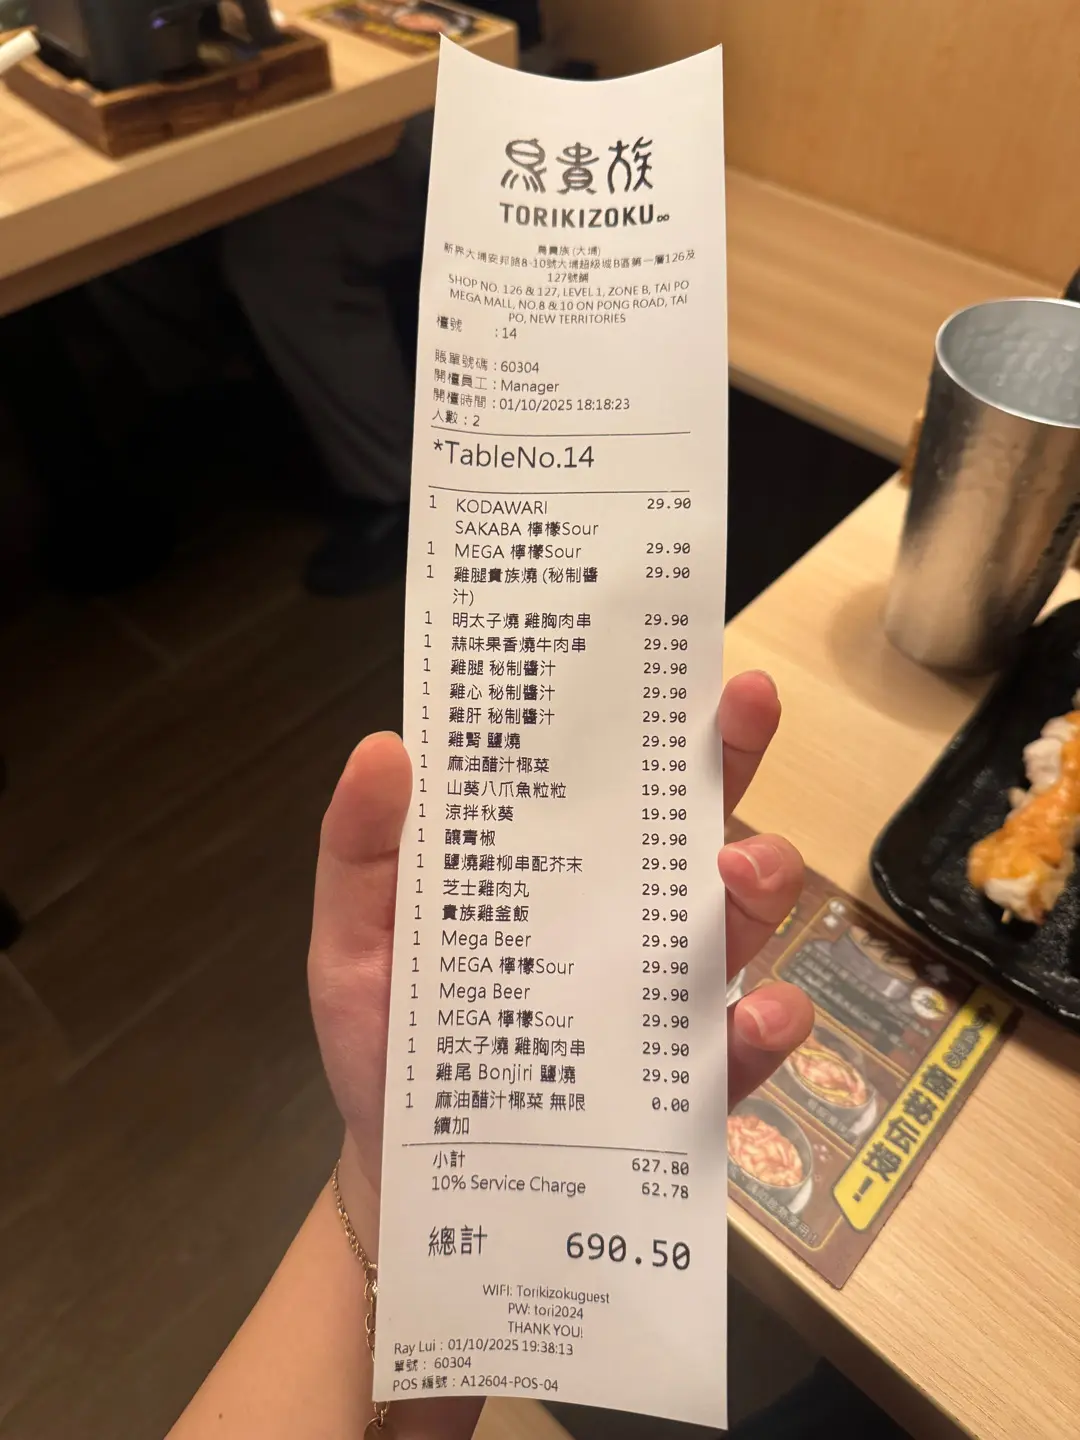 鳥貴族
TORIKIZOKU∞
鳥貴族(大埔)
新界大埔安邦路8-10號大埔超級城B區第一層126及
127號舖
SHOP NO. 126 & 127, LEVEL 1, ZONE B, TAI PO
MEGA MALL, NO.8 & 10 ON PONG ROAD, TAI
PO, NEW TERRITORIES
檯號 : 14
賬單號碼 : 60304
開檯員工 : Manager
開檯時間 : 01/10/2025 18:18:23
人數 : 2
*TableNo.14
1 KODAWARI 29.90
SAKABA 檸檬Sour
1 MEGA 檸檬Sour 29.90
1 雞腿貴族燒 (秘制醬 29.90
汁)
1 明太子燒 雞胸肉串 29.90
1 蒜味果香燒牛肉串 29.90
1 雞腿 秘制醬汁 29.90
1 雞心 秘制醬汁 29.90
1 雞肝 秘制醬汁 29.90
1 雞腎 鹽燒 29.90
1 麻油醋汁椰菜 19.90
1 山葵八爪魚粒粒 19.90
1 涼拌秋葵 19.90
1 釀青椒 29.90
1 鹽燒雞柳串配芥末 29.90
1 芝士雞肉丸 29.90
1 貴族雞釜飯 29.90
1 Mega Beer 29.90
1 MEGA 檸檬Sour 29.90
1 Mega Beer 29.90
1 MEGA 檸檬Sour 29.90
1 明太子燒 雞胸肉串 29.90
1 雞尾 Bonjiri 鹽燒 29.90
1 麻油醋汁椰菜 無限 0.00
續加
小計 627.80
10% Service Charge 62.78
總計 690.50
WIFI: Torikizokuguest
PW: tori2024
THANK YOU!
Ray Lui : 01/10/2025 19:38:13
單號 : 60304
POS 編號 : A12604-POS-04
極秘伝授！